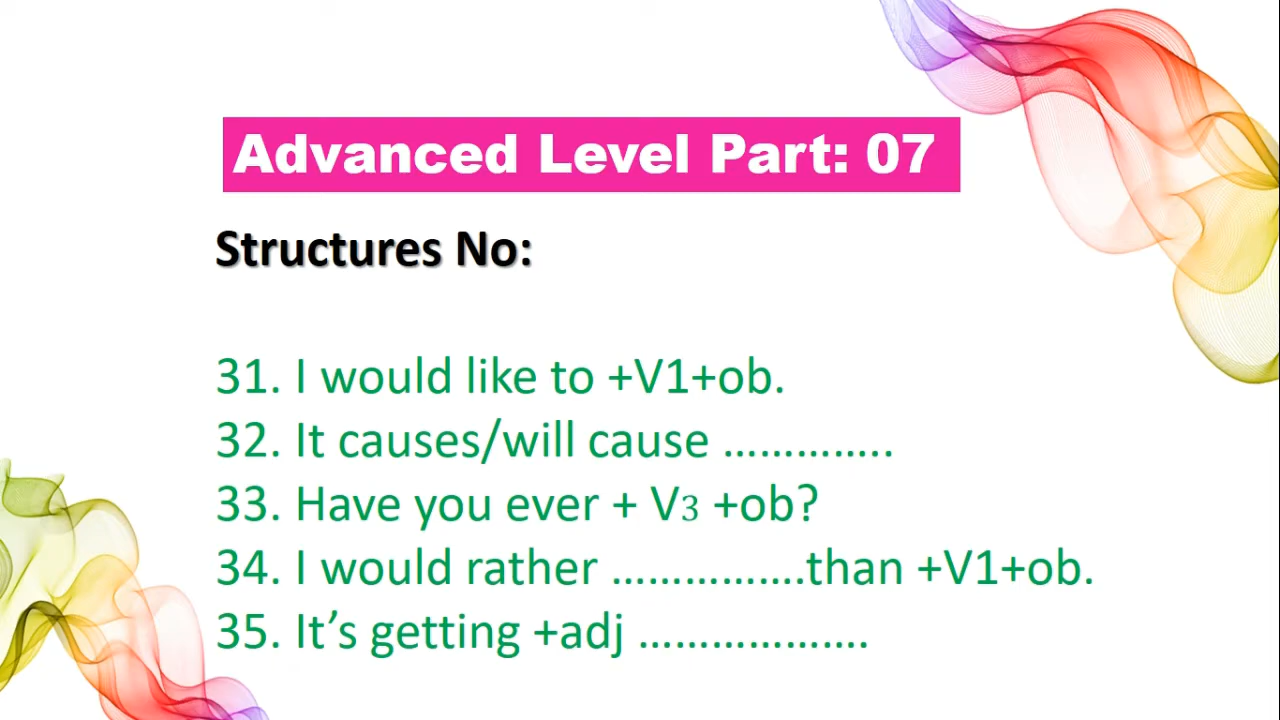 Advanced Level Part: 07
Structures No:
31. I would like to +V1+ob.
32. It causes/will cause …………..
33. Have you ever + V3 +ob?
34. I would rather …………….than +V1+ob.
35. It’s getting +adj ……………….